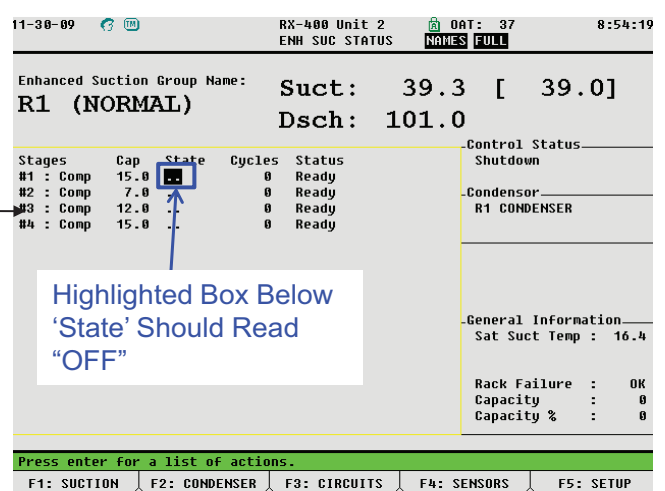 11-30-09 RX-400 Unit 2 OAT: 37 8:54:19
ENH SUC STATUS NAMES FULL
Enhanced Suction Group Name:
R1 (NORMAL)
Suct: 39.3 [ 39.0]
Dsch: 101.0
Control Status
Shutdown
Stages Cap State Cycles Status
#1 : Comp 15.0 .. 0 Ready
#2 : Comp 7.0 .. 0 Ready
#3 : Comp 12.0 .. 0 Ready
#4 : Comp 15.0 .. 0 Ready
Condensor
R1 CONDENSER
Highlighted Box Below
‘State’ Should Read
“OFF”
General Information
Sat Suct Temp : 16.4
Rack Failure : OK
Capacity : 0
Capacity % : 0
Press enter for a list of actions.
F1: SUCTION F2: CONDENSER F3: CIRCUITS F4: SENSORS F5: SETUP